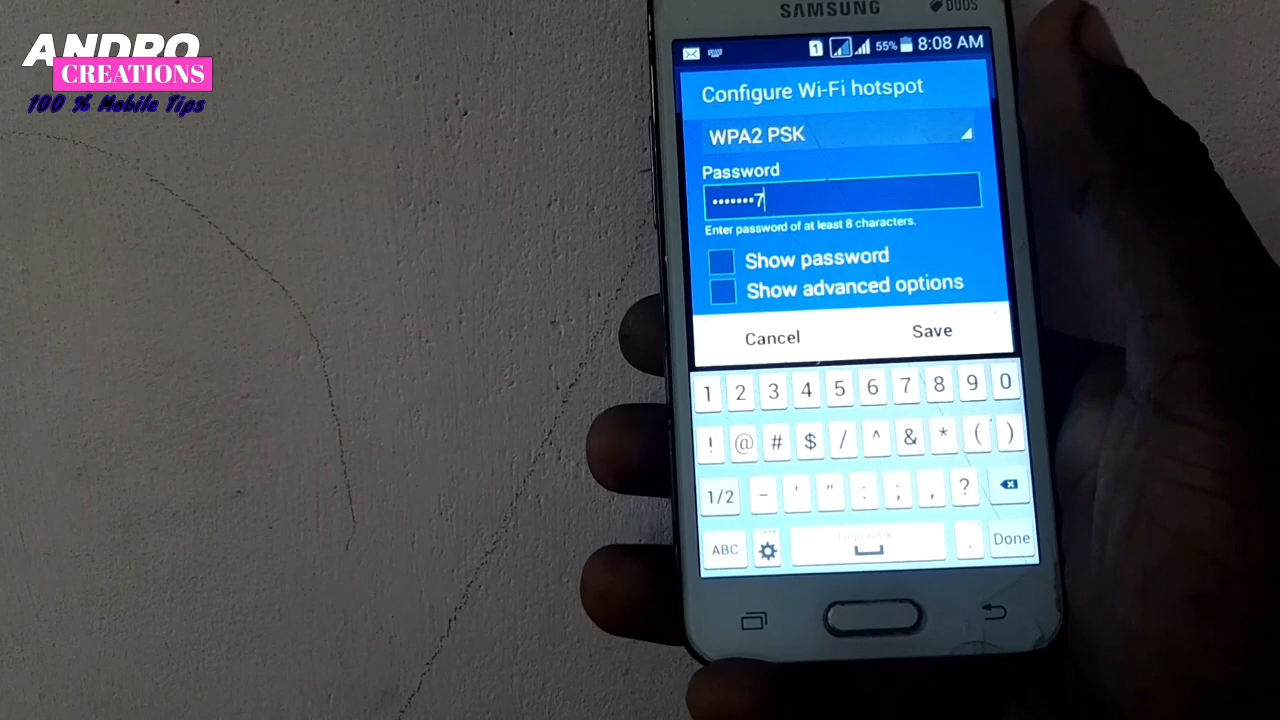 ANDRO
CREATIONS
100 % Mobile Tips
SAMSUNG
DUOS
1 55% 8:08 AM
Configure Wi-Fi hotspot
WPA2 PSK
Password
•••••••7
Enter password of at least 8 characters.
Show password
Show advanced options
Cancel Save
1 2 3 4 5 6 7 8 9 0
! @ # $ / ^ & * ( )
1/2 - ' " : ; , ?
ABC . Done